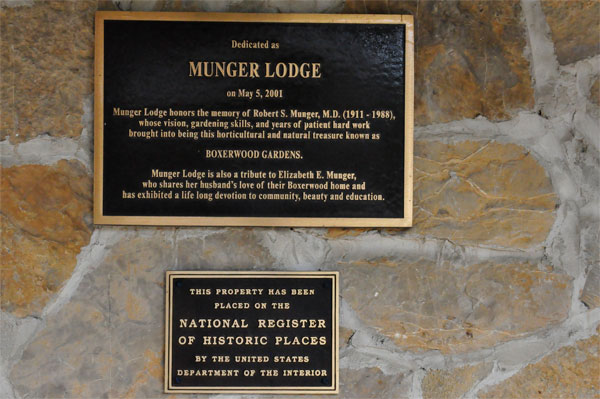 Dedicated as
MUNGER LODGE
on May 5, 2001
Munger Lodge honors the memory of Robert S. Munger, M.D. (1911 - 1988),
whose vision, gardening skills, and years of patient hard work
brought into being this horticultural and natural treasure known as
BOXERWOOD GARDENS.
Munger Lodge is also a tribute to Elizabeth E. Munger,
who shares her husband's love of their Boxerwood home and
has exhibited a life long devotion to community, beauty and education.
THIS PROPERTY HAS BEEN
PLACED ON THE
NATIONAL REGISTER
OF HISTORIC PLACES
BY THE UNITED STATES
DEPARTMENT OF THE INTERIOR